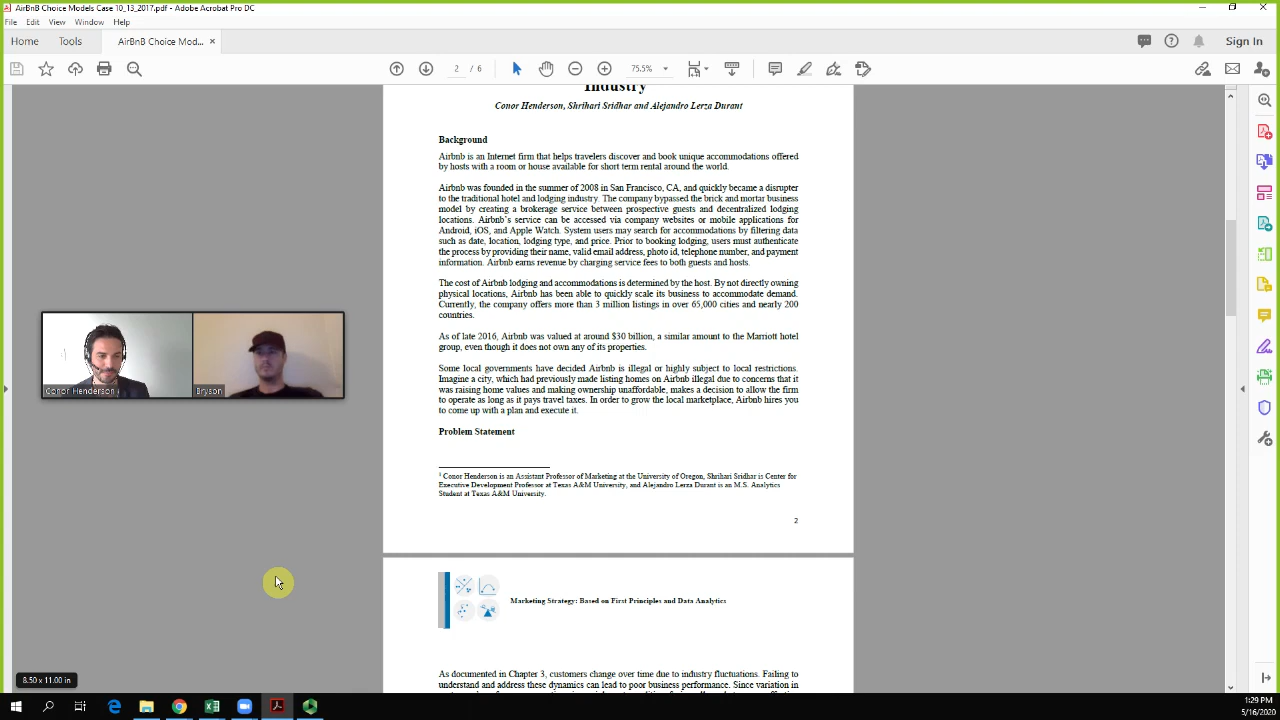 AirBnB Choice Models Case 10_13_2017.pdf - Adobe Acrobat Pro DC
File Edit View Window Help
Home Tools AirBnB Choice Mod... × Sign In
2 / 6 75.5%
Industry
Conor Henderson, Shrihari Sridhar and Alejandro Lerza Durant
Background
Airbnb is an Internet firm that helps travelers discover and book unique accommodations offered
by hosts with a room or house available for short term rental around the world.
Airbnb was founded in the summer of 2008 in San Francisco, CA, and quickly became a disrupter
to the traditional hotel and lodging industry. The company bypassed the brick and mortar business
model by creating a brokerage service between prospective guests and decentralized lodging
locations. Airbnb's service can be accessed via company websites or mobile applications for
Android, iOS, and Apple Watch. System users may search for accommodations by filtering data
such as date, location, lodging type, and price. Prior to booking lodging, users must authenticate
the process by providing their name, valid email address, photo id, telephone number, and payment
information. Airbnb earns revenue by charging service fees to both guests and hosts.
The cost of Airbnb lodging and accommodations is determined by the host. By not directly owning
physical locations, Airbnb has been able to quickly scale its business to accommodate demand.
Currently, the company offers more than 3 million listings in over 65,000 cities and nearly 200
countries.
As of late 2016, Airbnb was valued at around $30 billion, a similar amount to the Marriott hotel
group, even though it does not own any of its properties.
Some local governments have decided Airbnb is illegal or highly subject to local restrictions.
Imagine a city, which had previously made listing homes on Airbnb illegal due to concerns that it
was raising home values and making ownership unaffordable, makes a decision to allow the firm
to operate as long as it pays travel taxes. In order to grow the local marketplace, Airbnb hires you
to come up with a plan and execute it.
Problem Statement
1 Conor Henderson is an Assistant Professor of Marketing at the University of Oregon, Shrihari Sridhar is Center for
Executive Development Professor at Texas A&M University, and Alejandro Lerza Durant is an M.S. Analytics
Student at Texas A&M University.
2
Conor Henderson Bryson
Marketing Strategy: Based on First Principles and Data Analytics
As documented in Chapter 3, customers change over time due to industry fluctuations. Failing to
understand and address these dynamics can lead to poor business performance. Since variation in
8.50 x 11.00 in
1:29 PM
5/16/2020